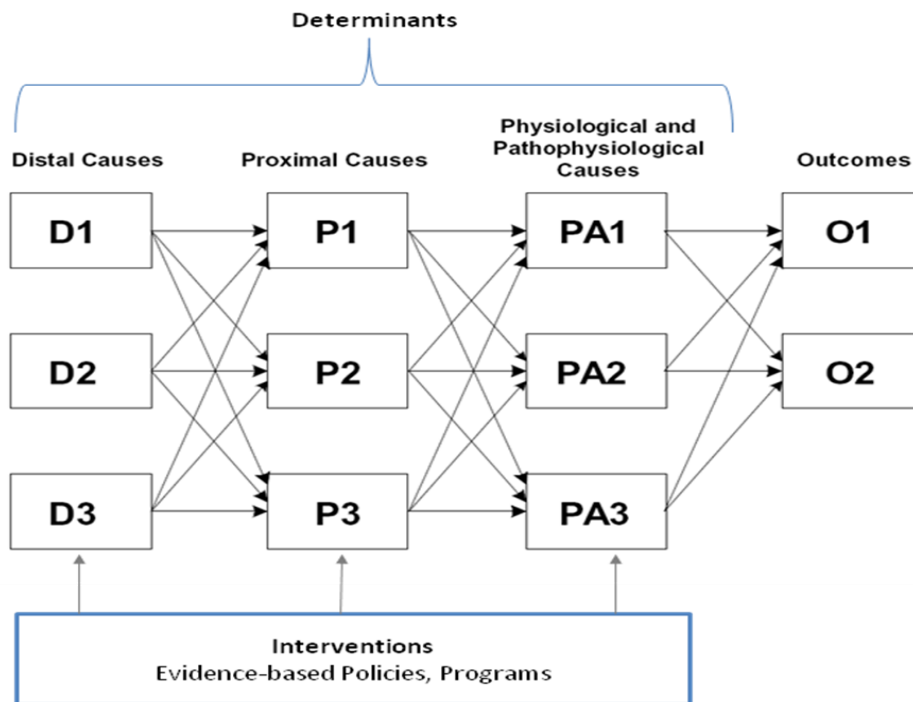 Determinants
Distal Causes
Proximal Causes
Physiological and
Pathophysiological
Causes
Outcomes
D1
P1
PA1
O1
D2
P2
PA2
O2
D3
P3
PA3
Interventions
Evidence-based Policies, Programs